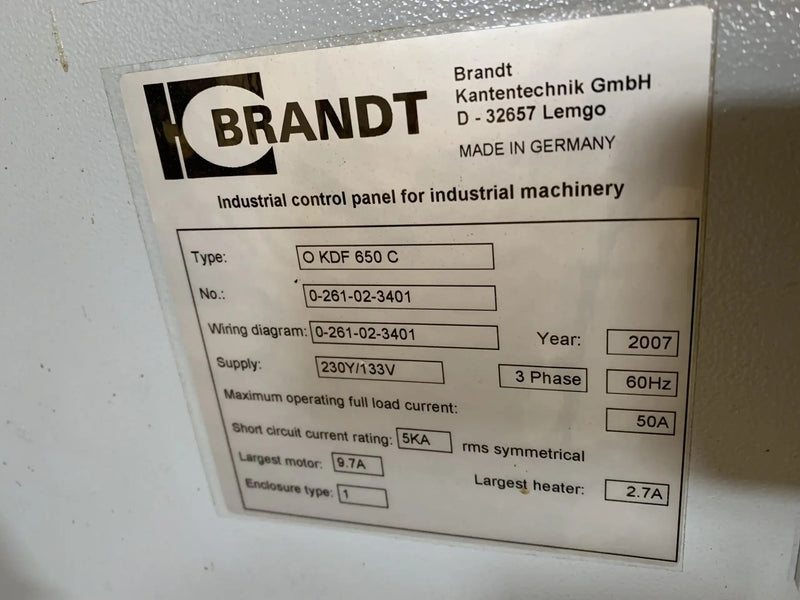 BRANDT
Brandt
Kantentechnik GmbH
D - 32657 Lemgo
MADE IN GERMANY
Industrial control panel for industrial machinery
Type: O KDF 650 C
No.: 0-261-02-3401
Wiring diagram: 0-261-02-3401 Year: 2007
Supply: 230Y/133V 3 Phase 60Hz
Maximum operating full load current: 50A
Short circuit current rating: 5KA rms symmetrical
Largest motor: 9.7A Largest heater: 2.7A
Enclosure type: 1